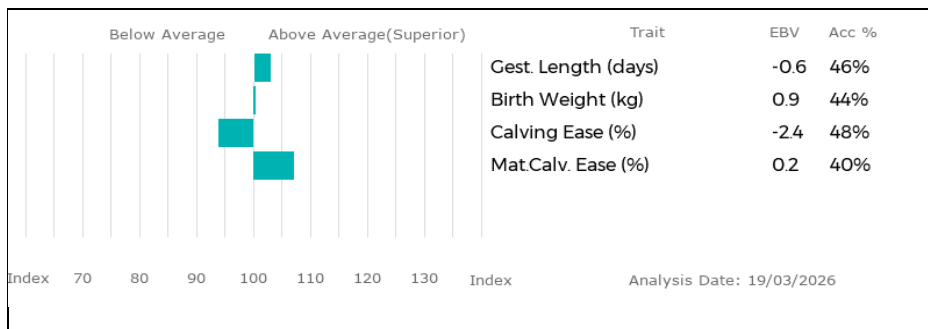 Below Average Above Average(Superior) Trait EBV Acc %
Gest. Length (days) -0.6 46%
Birth Weight (kg) 0.9 44%
Calving Ease (%) -2.4 48%
Mat.Calv. Ease (%) 0.2 40%
Index 70 80 90 100 110 120 130 Index Analysis Date: 19/03/2026